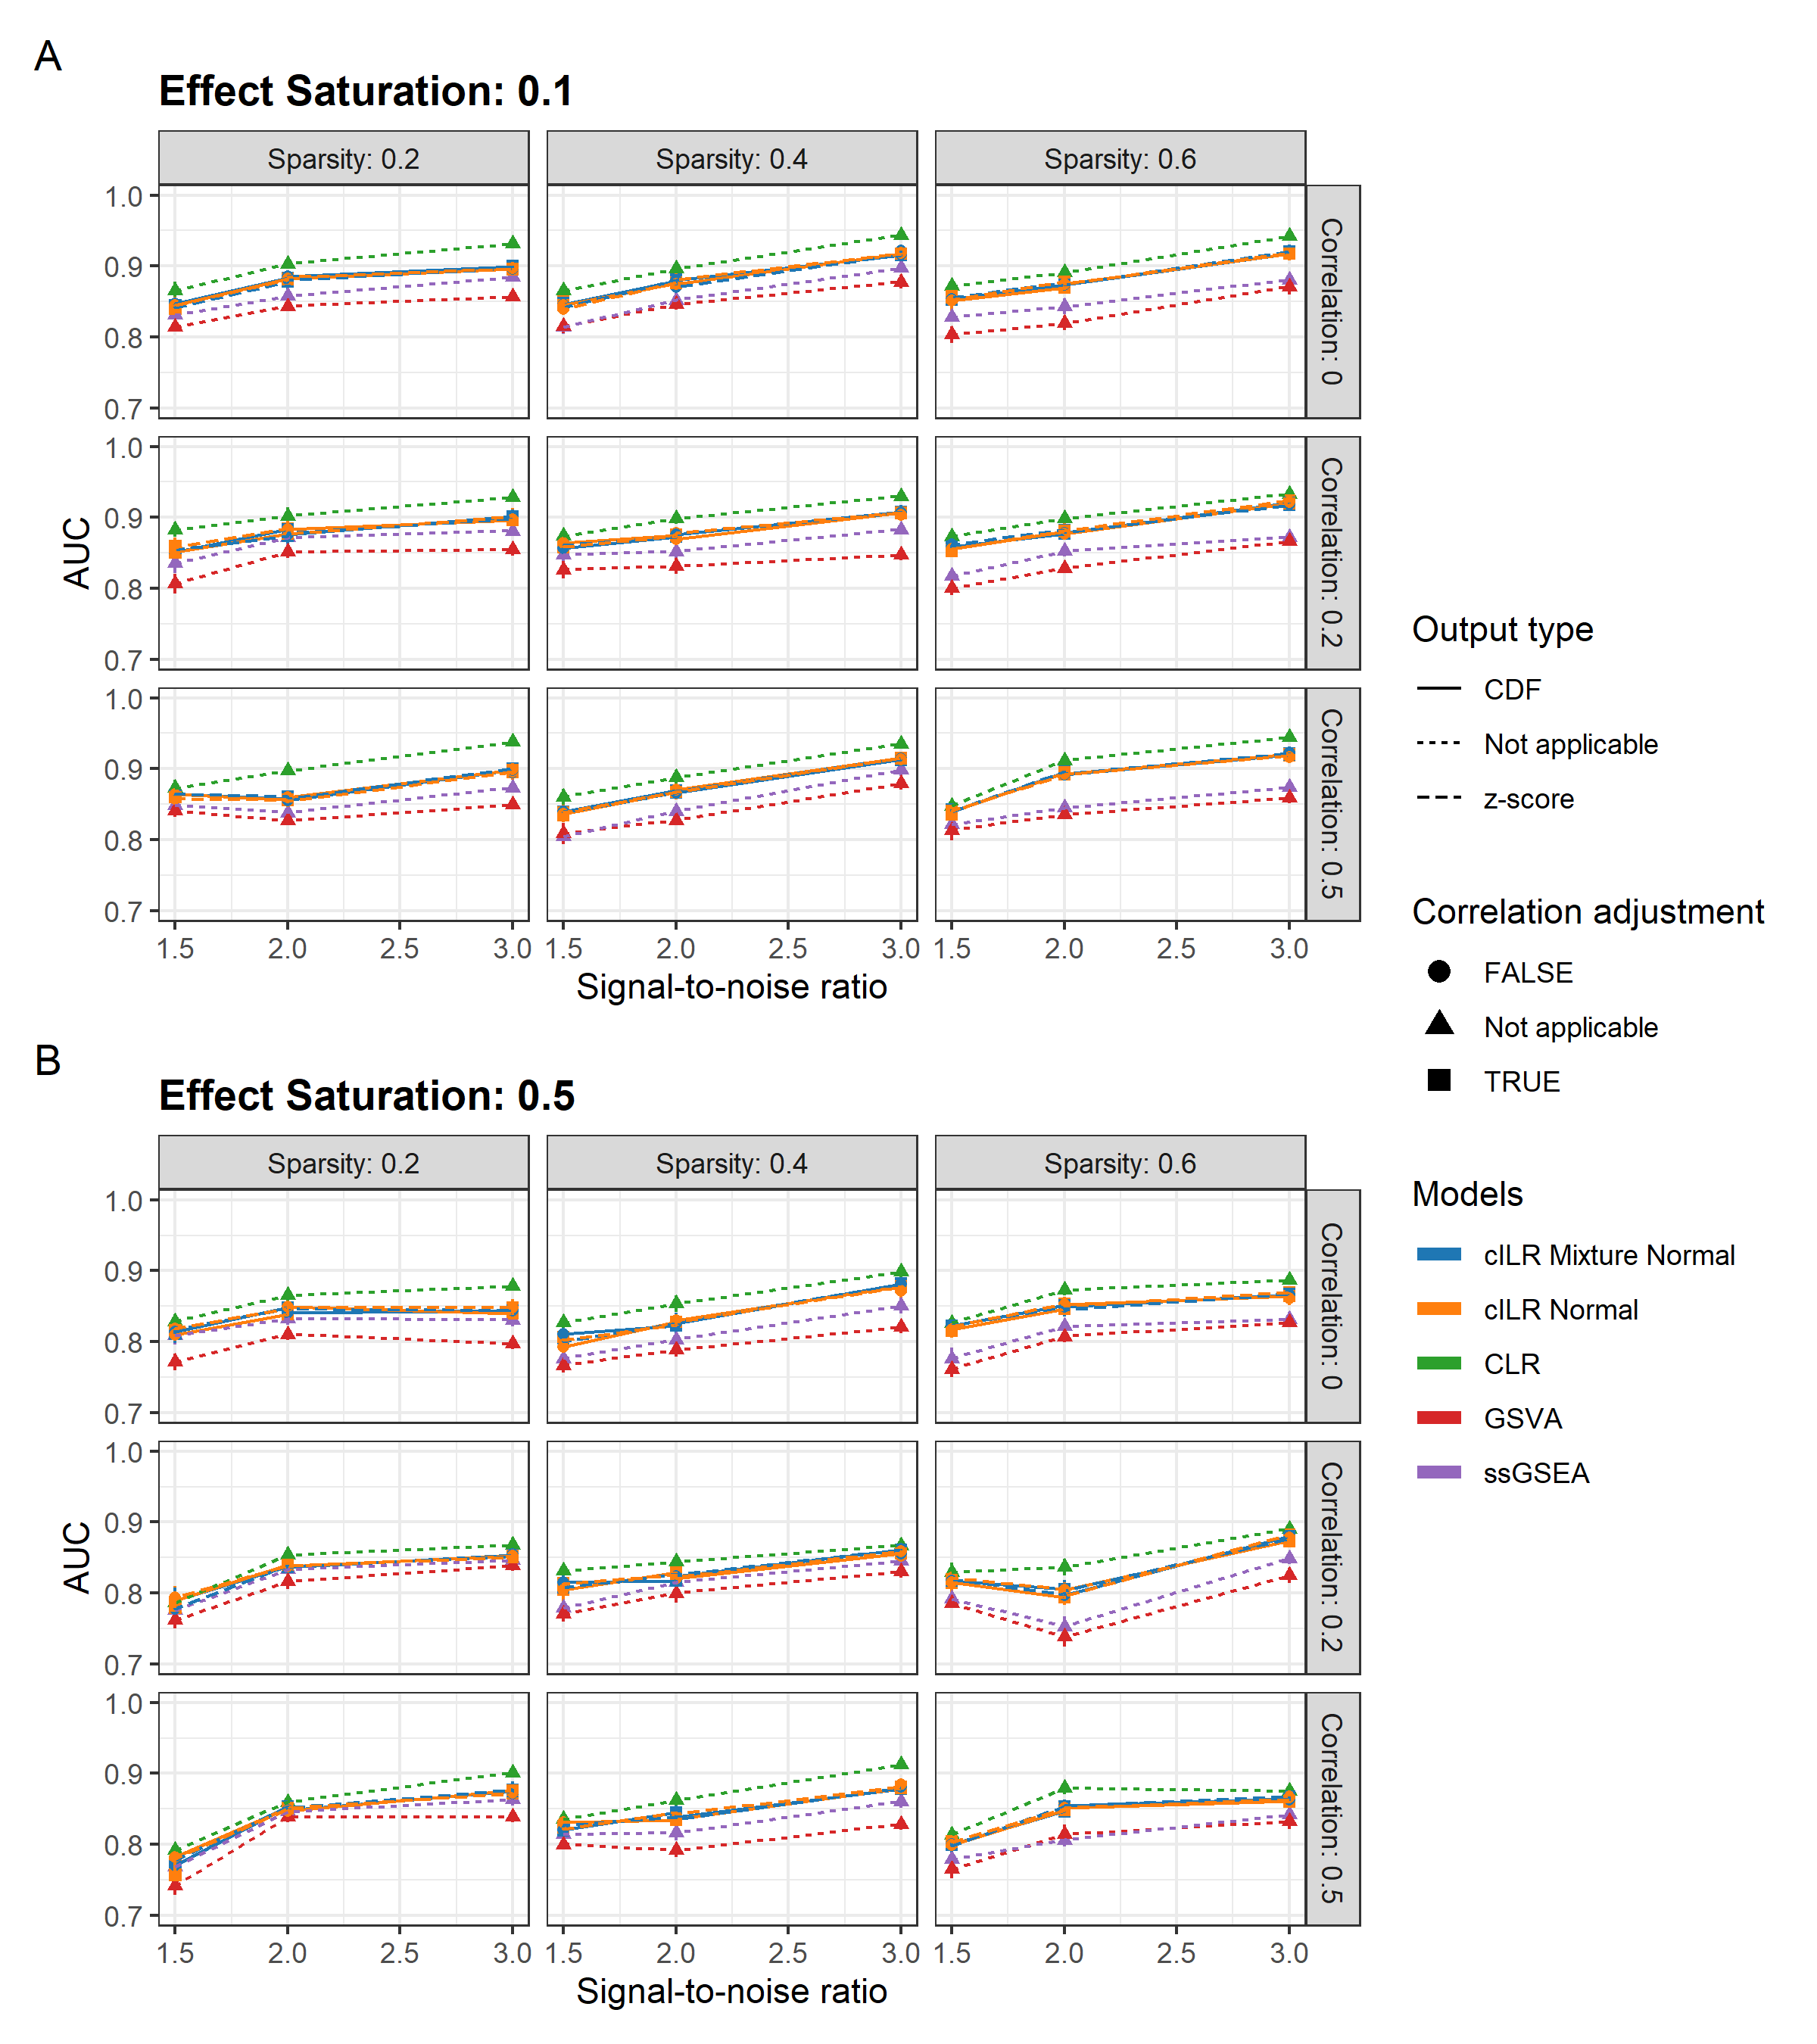 A
Effect Saturation: 0.1
Sparsity: 0.2
Sparsity: 0.4
Sparsity: 0.6
1.0
0.9
0.8
0.7
Correlation: 0
1.0
0.9
0.8
0.7
Correlation: 0.2
1.0
0.9
0.8
0.7
Correlation: 0.5
AUC
1.5 2.0 2.5 3.0
1.5 2.0 2.5 3.0
1.5 2.0 2.5 3.0
Signal-to-noise ratio
B
Effect Saturation: 0.5
Sparsity: 0.2
Sparsity: 0.4
Sparsity: 0.6
1.0
0.9
0.8
0.7
Correlation: 0
1.0
0.9
0.8
0.7
Correlation: 0.2
1.0
0.9
0.8
0.7
Correlation: 0.5
AUC
1.5 2.0 2.5 3.0
1.5 2.0 2.5 3.0
1.5 2.0 2.5 3.0
Signal-to-noise ratio
Output type
CDF
Not applicable
z-score
Correlation adjustment
FALSE
Not applicable
TRUE
Models
cILR Mixture Normal
cILR Normal
CLR
GSVA
ssGSEA